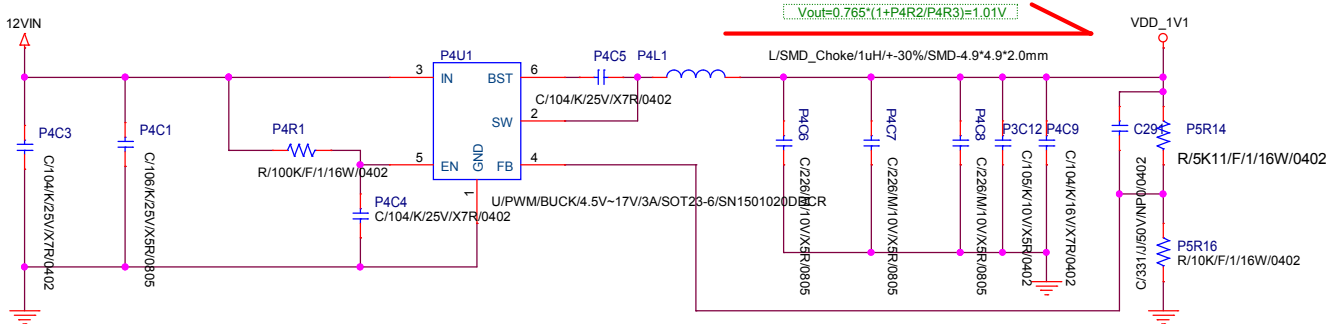 Vout=0.765*(1+P4R2/P4R3)=1.01V
12VIN
VDD_1V1
P4U1
P4C5
P4L1
L/SMD_Choke/1uH/+-30%/SMD-4.9*4.9*2.0mm
3
IN
BST
6
C/104/K/25V/X7R/0402
SW
2
P4C3
C/104/K/25V/X7R/0402
P4C1
C/106/K/25V/X5R/0805
P4R1
R/100K/F/1/16W/0402
5
EN
GND
FB
4
1
P4C4
C/104/K/25V/X7R/0402
U/PWM/BUCK/4.5V~17V/3A/SOT23-6/SN1501020DDCR
P4C6
C/226/M/10V/X5R/0805
P4C7
C/226/M/10V/X5R/0805
P4C8
C/226/M/10V/X5R/0805
P3C12
C/105/K/10V/X5R/0402
P4C9
C/104/K/16V/X7R/0402
C291
C/331/J/50V/NPO/0402
P5R14
R/5K11/F/1/16W/0402
P5R16
R/10K/F/1/16W/0402